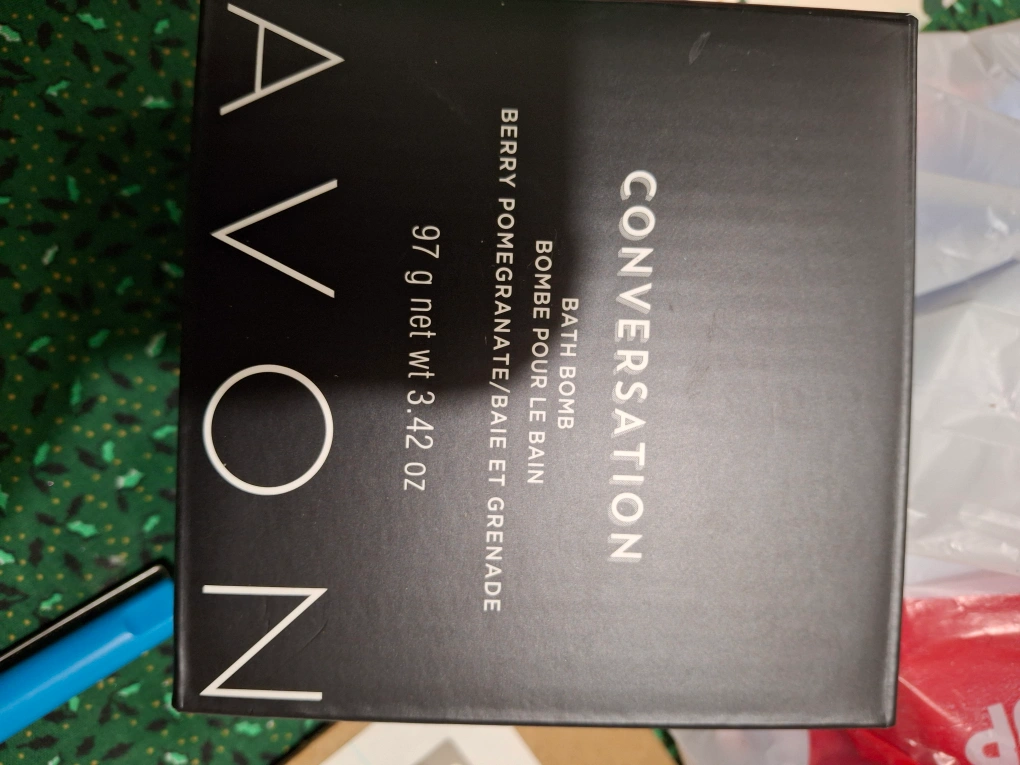 CONVERSATION
BATH BOMB
BOMBE POUR LE BAIN
BERRY POMEGRANATE/BAIE ET GRENADE
97 g net wt 3.42 oz
AVON